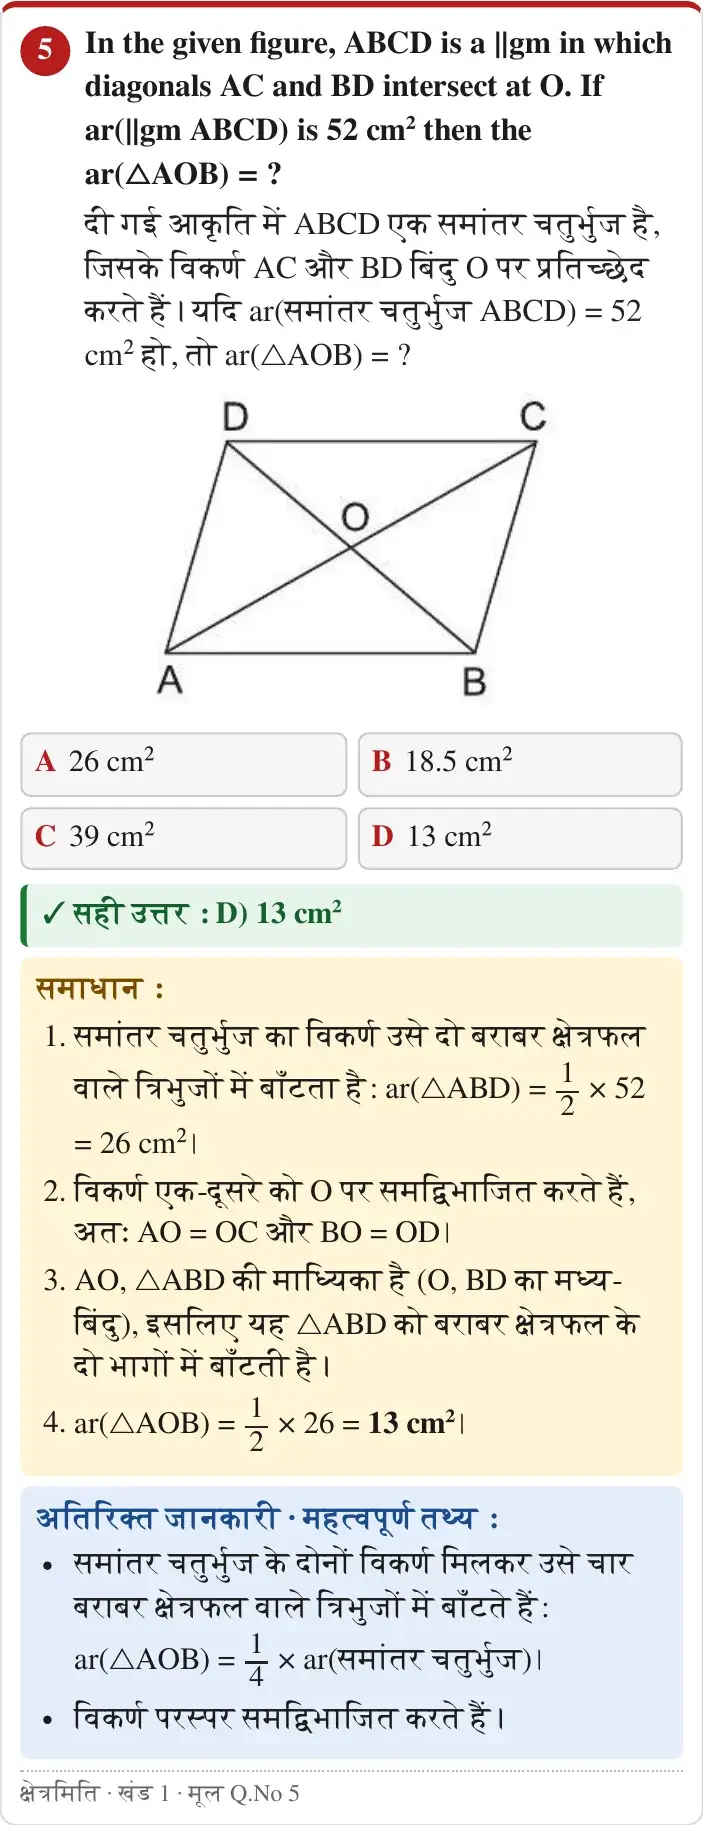 5 In the given figure, ABCD is a ||gm in which
diagonals AC and BD intersect at O. If
ar(||gm ABCD) is 52 cm² then the
ar(△AOB) = ?
दी गई आकृति में ABCD एक समांतर चतुर्भुज है,
जिसके विकर्ण AC और BD बिंदु O पर प्रतिच्छेद
करते हैं। यदि ar(समांतर चतुर्भुज ABCD) = 52
cm² हो, तो ar(△AOB) = ?
D C
O
A B
A 26 cm² B 18.5 cm²
C 39 cm² D 13 cm²
✓ सही उत्तर : D) 13 cm²
समाधान :
1. समांतर चतुर्भुज का विकर्ण उसे दो बराबर क्षेत्रफल
वाले त्रिभुजों में बाँटता है: ar(△ABD) = 1/2 × 52
= 26 cm²।
2. विकर्ण एक-दूसरे को O पर समद्विभाजित करते हैं,
अतः AO = OC और BO = OD।
3. AO, △ABD की माध्यिका है (O, BD का मध्य-
बिंदु), इसलिए यह △ABD को बराबर क्षेत्रफल के
दो भागों में बाँटती है।
4. ar(△AOB) = 1/2 × 26 = 13 cm²।
अतिरिक्त जानकारी · महत्वपूर्ण तथ्य :
• समांतर चतुर्भुज के दोनों विकर्ण मिलकर उसे चार
बराबर क्षेत्रफल वाले त्रिभुजों में बाँटते हैं:
ar(△AOB) = 1/4 × ar(समांतर चतुर्भुज)।
• विकर्ण परस्पर समद्विभाजित करते हैं।
क्षेत्रमिति · खंड 1 · मूल Q.No 5